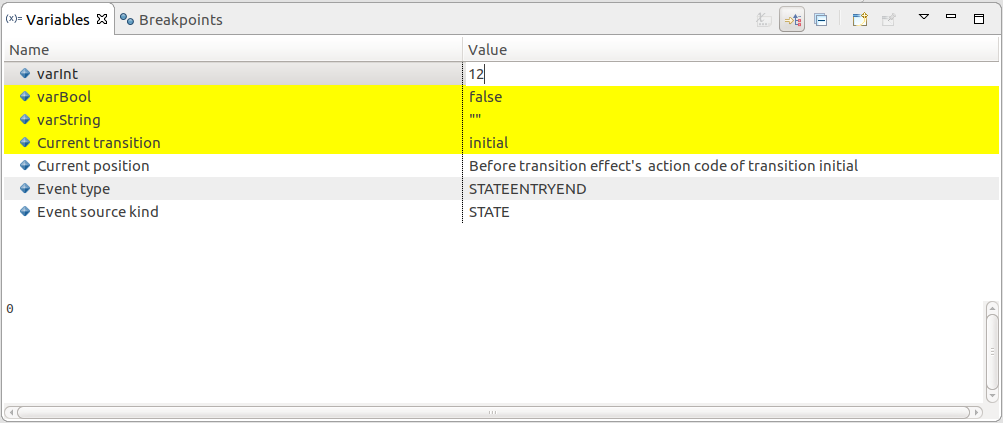 (x)= Variables Breakpoints
Name Value
varInt 12
varBool false
varString ""
Current transition initial
Current position Before transition effect's  action code of transition initial
Event type STATEENTRYEND
Event source kind STATE
0